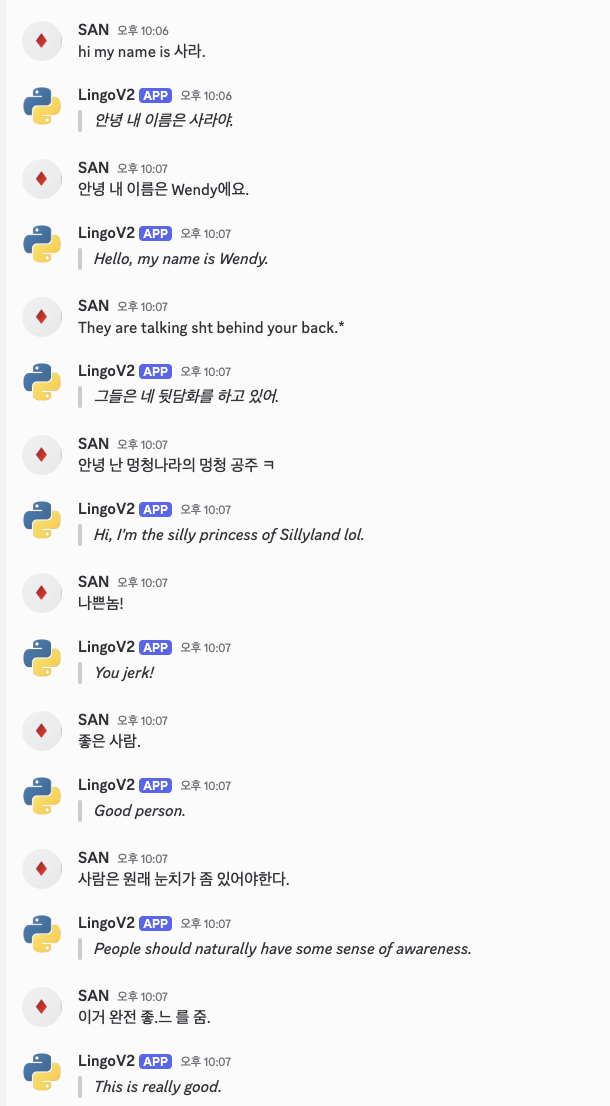 SAN 오후 10:06
hi my name is 사라.
LingoV2 APP 오후 10:06
안녕 내 이름은 사라야.
SAN 오후 10:07
안녕 내 이름은 Wendy에요.
LingoV2 APP 오후 10:07
Hello, my name is Wendy.
SAN 오후 10:07
They are talking sht behind your back.*
LingoV2 APP 오후 10:07
그들은 네 뒷담화를 하고 있어.
SAN 오후 10:07
안녕 난 멍청나라의 멍청 공주 ㅋ
LingoV2 APP 오후 10:07
Hi, I'm the silly princess of Sillyland lol.
SAN 오후 10:07
나쁜놈!
LingoV2 APP 오후 10:07
You jerk!
SAN 오후 10:07
좋은 사람.
LingoV2 APP 오후 10:07
Good person.
SAN 오후 10:07
사람은 원래 눈치가 좀 있어야한다.
LingoV2 APP 오후 10:07
People should naturally have some sense of awareness.
SAN 오후 10:07
이거 완전 좋.느 를 줌.
LingoV2 APP 오후 10:07
This is really good.